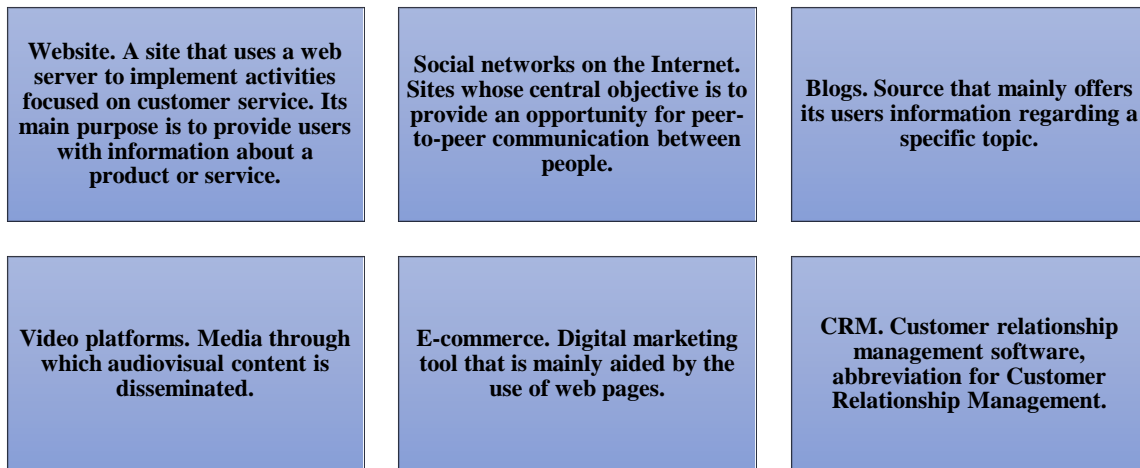 Website. A site that uses a web
server to implement activities
focused on customer service. Its
main purpose is to provide users
with information about a
product or service.
Social networks on the Internet.
Sites whose central objective is to
provide an opportunity for peer-
to-peer communication between
people.
Blogs. Source that mainly offers
its users information regarding a
specific topic.
Video platforms. Media through
which audiovisual content is
disseminated.
E-commerce. Digital marketing
tool that is mainly aided by the
use of web pages.
CRM. Customer relationship
management software,
abbreviation for Customer
Relationship Management.